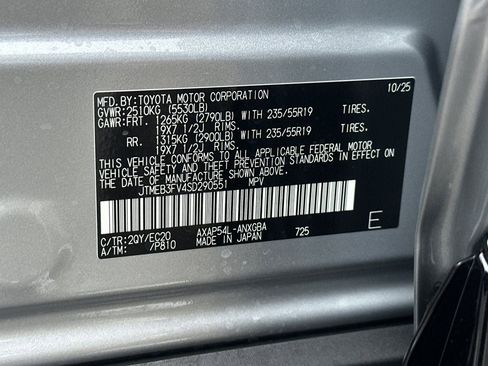 MFD.BY:TOYOTA MOTOR CORPORATION 10/25
GVWR:2510KG (5530LB)
GAWR:FRT. 1265KG (2790LB) WITH 235/55R19 TIRES.
19X7 1/2J RIMS.
RR. 1315KG (2900LB) WITH 235/55R19 TIRES.
19X7 1/2J RIMS.
THIS VEHICLE CONFORMS TO ALL APPLICABLE FEDERAL MOTOR
VEHICLE SAFETY AND THEFT PREVENTION STANDARDS IN EFFECT
ON THE DATE OF MANUFACTURE SHOWN ABOVE.
JTMEB3FV4SD290551 MPV
C/TR:2QY/EC20 AXAP54L-ANXGBA 725 E
A/TM: /P810 MADE IN JAPAN